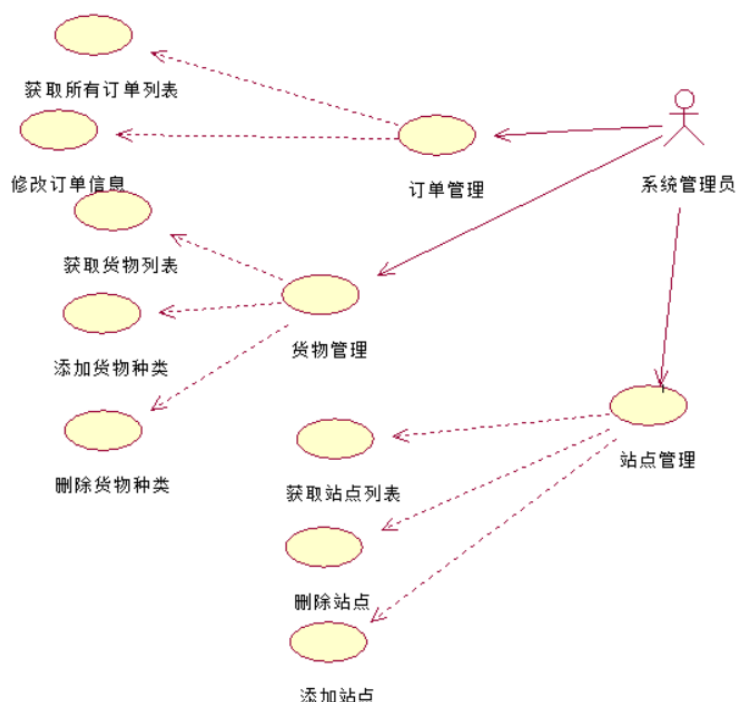 获取所有订单列表
修改订单信息
订单管理
系统管理员
获取货物列表
货物管理
添加货物种类
删除货物种类
站点管理
获取站点列表
删除站点
添加站点